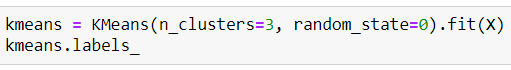 kmeans = KMeans(n_clusters=3, random_state=0).fit(X)
kmeans.labels_